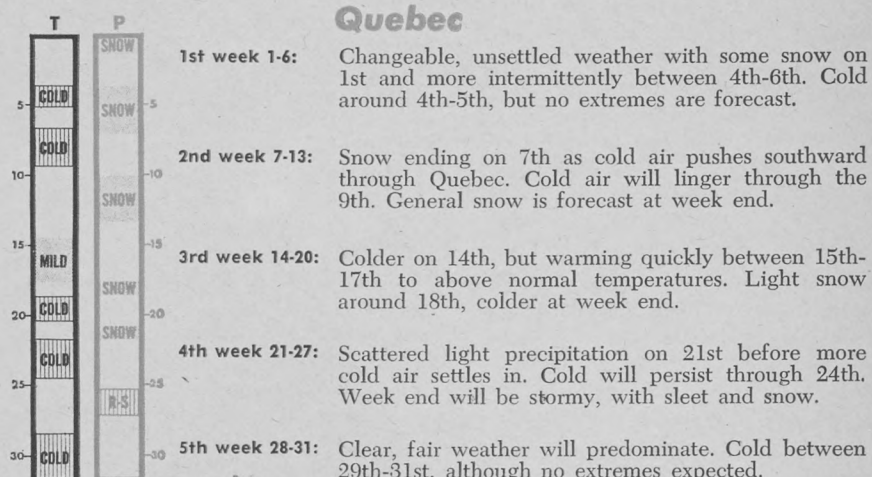 Quebec
T
P
SNOW
COLD
5
SNOW
5
COLD
10
10
SNOW
15
15
MILD
SNOW
COLD
20
20
SNOW
COLD
25
25
R-S
COLD
30
30
1st week 1-6: Changeable, unsettled weather with some snow on
1st and more intermittently between 4th-6th. Cold
around 4th-5th, but no extremes are forecast.
2nd week 7-13: Snow ending on 7th as cold air pushes southward
through Quebec. Cold air will linger through the
9th. General snow is forecast at week end.
3rd week 14-20: Colder on 14th, but warming quickly between 15th-
17th to above normal temperatures. Light snow
around 18th, colder at week end.
4th week 21-27: Scattered light precipitation on 21st before more
cold air settles in. Cold will persist through 24th.
Week end will be stormy, with sleet and snow.
5th week 28-31: Clear, fair weather will predominate. Cold between
29th-31st, although no extremes expected.